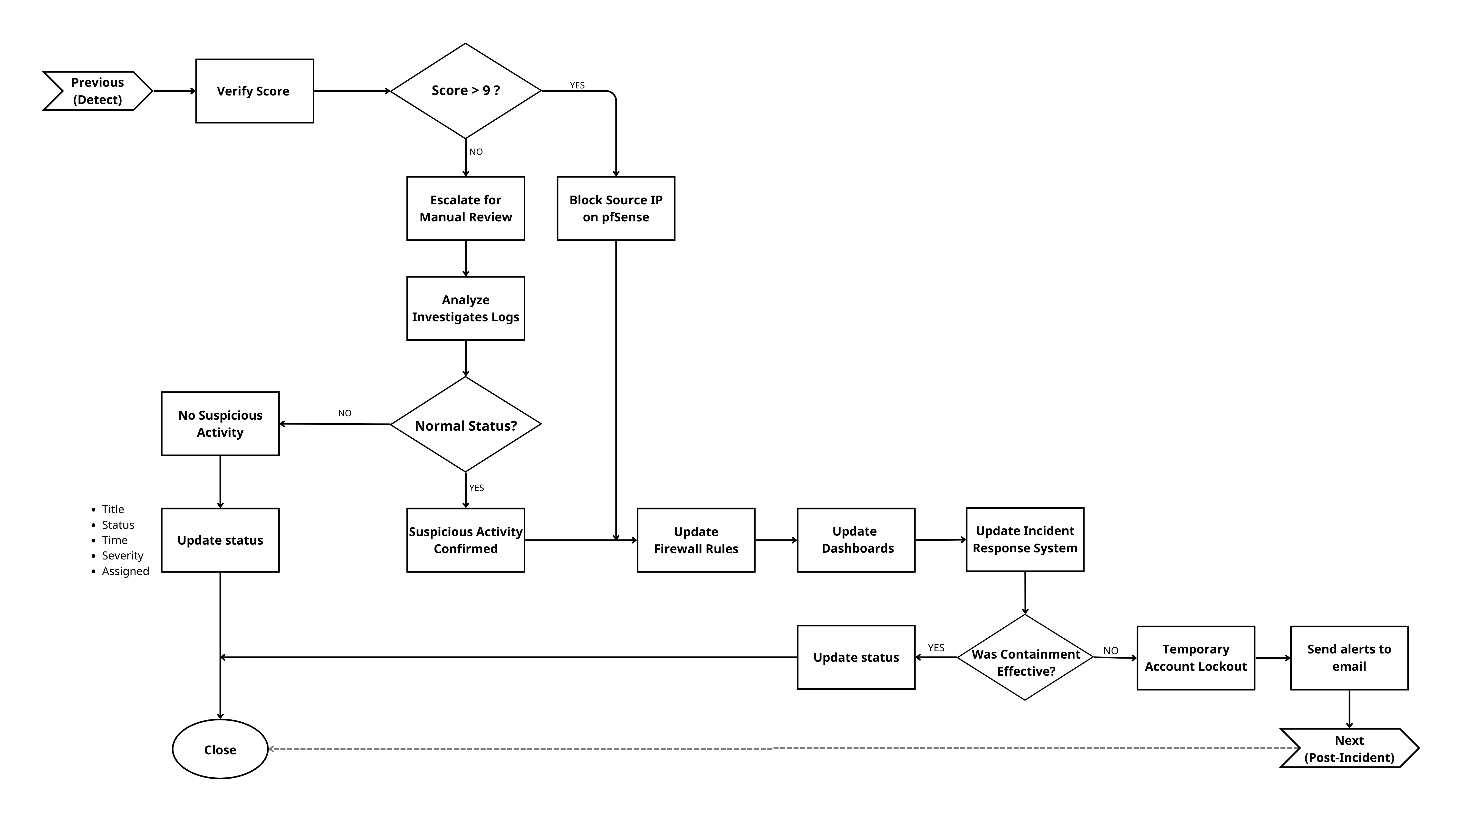 Previous
(Detect)
Verify Score
Score > 9 ?
YES
NO
Escalate for
Manual Review
Block Source IP
on pfSense
Analyze
Investigates Logs
Normal Status?
NO
No Suspicious
Activity
YES
• Title
• Status
• Time
• Severity
• Assigned
Update status
Suspicious Activity
Confirmed
Update
Firewall Rules
Update
Dashboards
Update Incident
Response System
Was Containment
Effective?
YES
Update status
NO
Temporary
Account Lockout
Send alerts to
email
Close
Next
(Post-Incident)